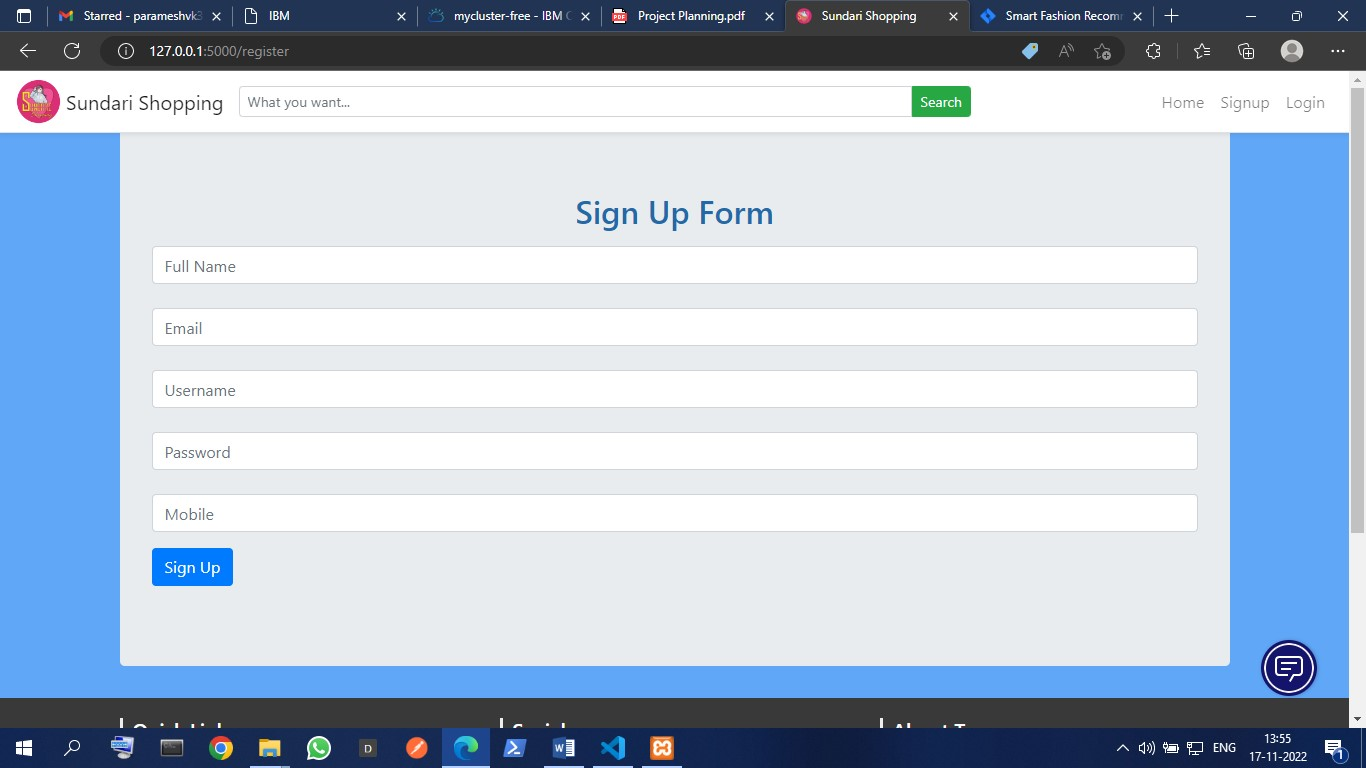 Starred - parameshvk3
IBM
mycluster-free - IBM C
Project Planning.pdf
Sundari Shopping
Smart Fashion Recom
127.0.0.1:5000/register
Sundari Shopping
What you want...
Search
Home
Signup
Login
Sign Up Form
Full Name
Email
Username
Password
Mobile
Sign Up
ENG
13:55
17-11-2022
1